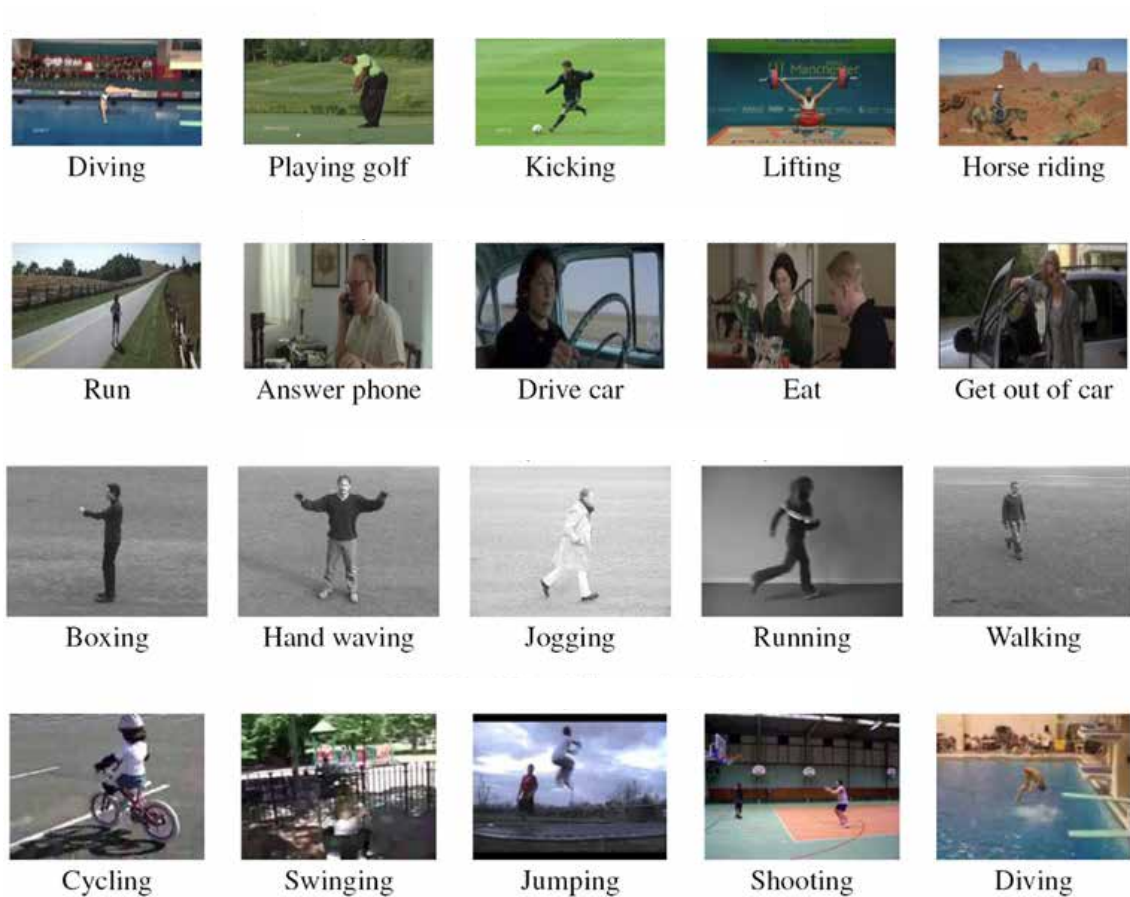 Manchester
Diving
Playing golf
Kicking
Lifting
Horse riding
Run
Answer phone
Drive car
Eat
Get out of car
Boxing
Hand waving
Jogging
Running
Walking
Cycling
Swinging
Jumping
Shooting
Diving